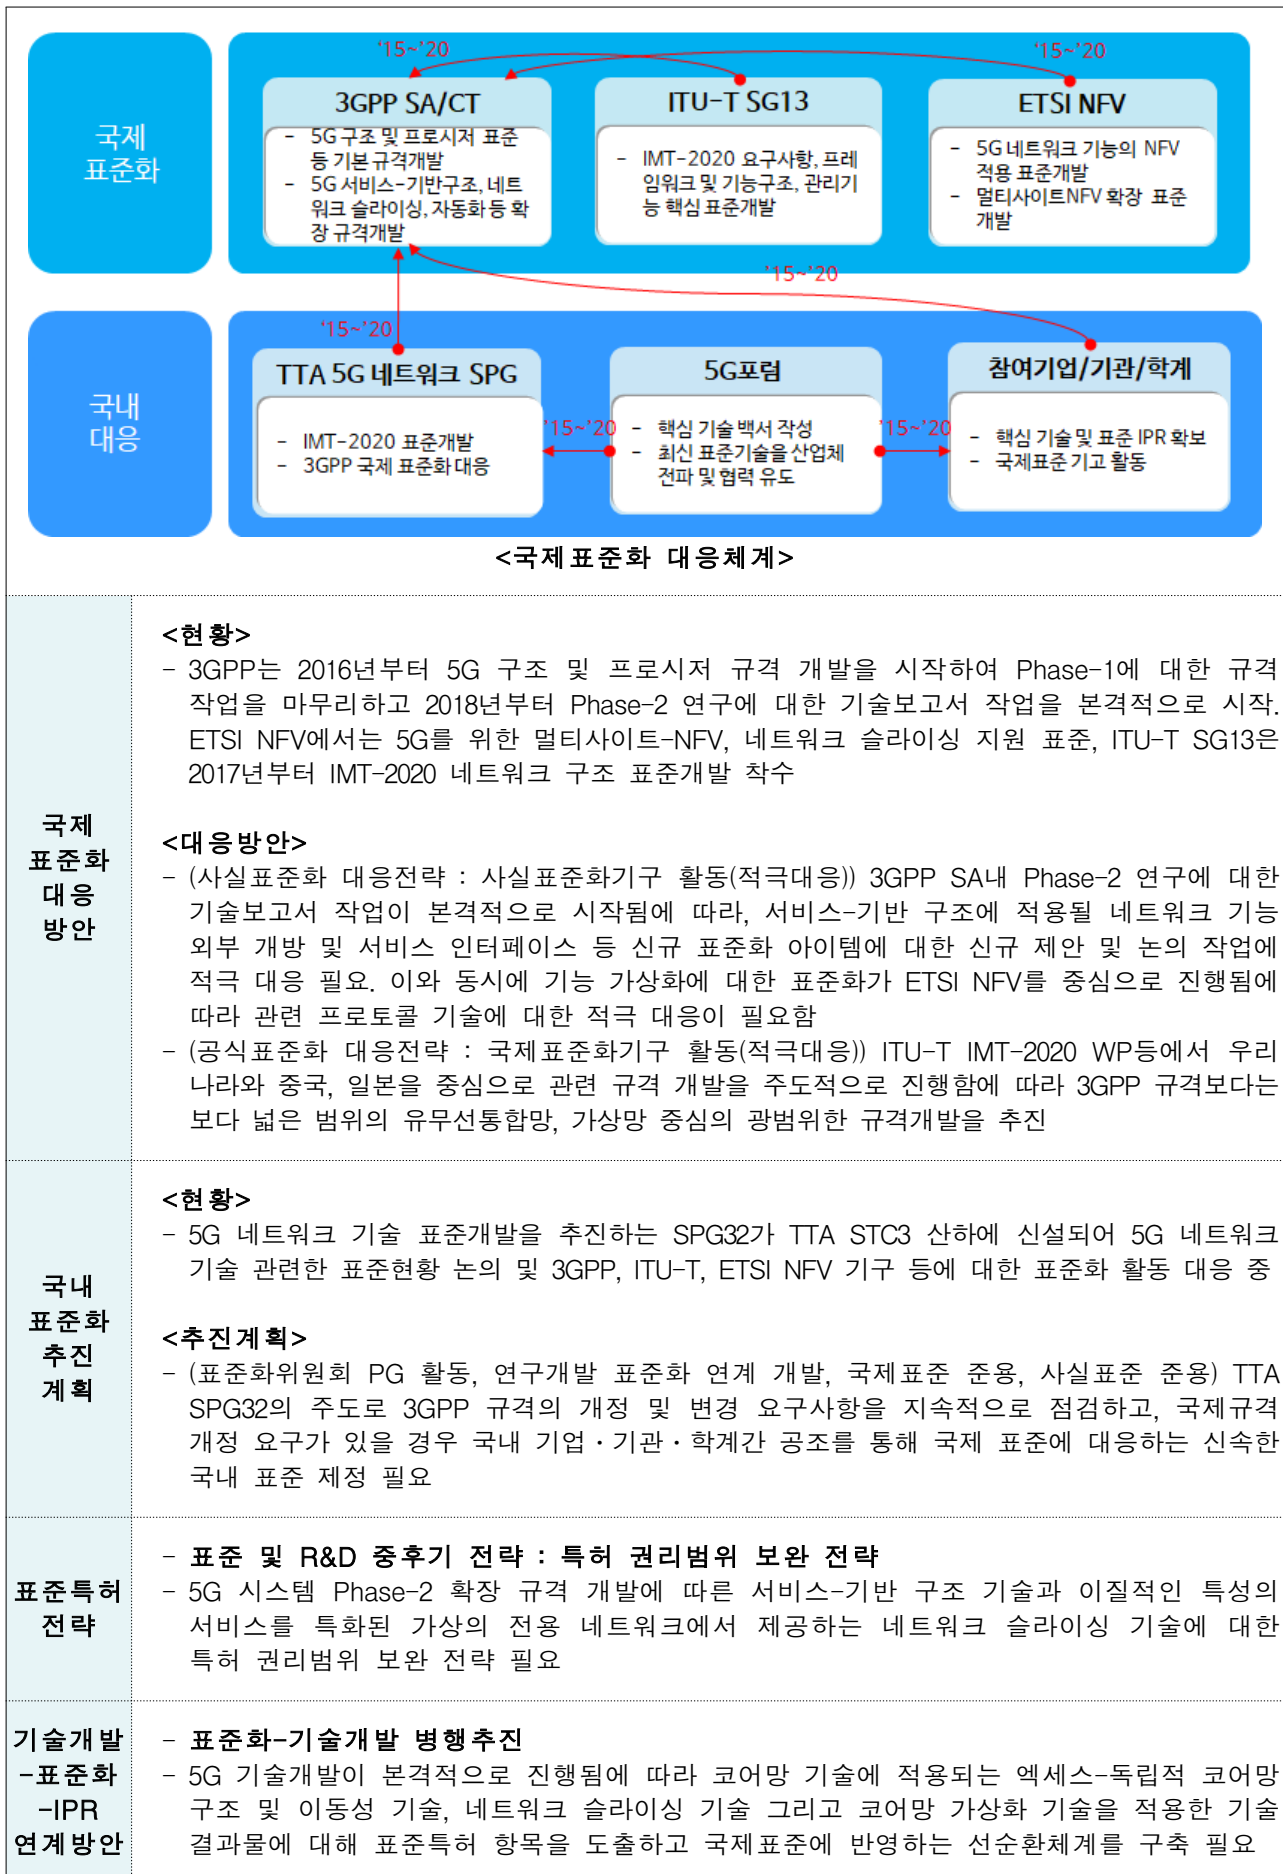 국제
표준화
'15~'20
'15~'20
3GPP SA/CT
- 5G 구조 및 프로시저 표준
등 기본 규격개발
- 5G 서비스-기반구조, 네트
워크 슬라이싱, 자동화 등 확
장 규격개발
ITU-T SG13
- IMT-2020 요구사항, 프레
임워크 및 기능구조, 관리기
능 핵심 표준개발
ETSI NFV
- 5G 네트워크 기능의 NFV
적용 표준개발
- 멀티사이트NFV 확장 표준
개발
'15~'20
'15~'20
국내
대응
TTA 5G 네트워크 SPG
- IMT-2020 표준개발
- 3GPP 국제 표준화 대응
'15~'20
5G포럼
- 핵심 기술 백서 작성
- 최신 표준기술을 산업체
전파 및 협력 유도
'15~'20
참여기업/기관/학계
- 핵심 기술 및 표준 IPR 확보
- 국제표준 기고 활동
<국제표준화 대응체계>
국제
표준화
대응
방안
<현황>
- 3GPP는 2016년부터 5G 구조 및 프로시저 규격 개발을 시작하여 Phase-1에 대한 규격
작업을 마무리하고 2018년부터 Phase-2 연구에 대한 기술보고서 작업을 본격적으로 시작.
ETSI NFV에서는 5G를 위한 멀티사이트-NFV, 네트워크 슬라이싱 지원 표준, ITU-T SG13은
2017년부터 IMT-2020 네트워크 구조 표준개발 착수
<대응방안>
- (사실표준화 대응전략 : 사실표준화기구 활동(적극대응)) 3GPP SA내 Phase-2 연구에 대한
기술보고서 작업이 본격적으로 시작됨에 따라, 서비스-기반 구조에 적용될 네트워크 기능
외부 개방 및 서비스 인터페이스 등 신규 표준화 아이템에 대한 신규 제안 및 논의 작업에
적극 대응 필요. 이와 동시에 기능 가상화에 대한 표준화가 ETSI NFV를 중심으로 진행됨에
따라 관련 프로토콜 기술에 대한 적극 대응이 필요함
- (공식표준화 대응전략 : 국제표준화기구 활동(적극대응)) ITU-T IMT-2020 WP등에서 우리
나라와 중국, 일본을 중심으로 관련 규격 개발을 주도적으로 진행함에 따라 3GPP 규격보다는
보다 넓은 범위의 유무선통합망, 가상망 중심의 광범위한 규격개발을 추진
국내
표준화
추진
계획
<현황>
- 5G 네트워크 기술 표준개발을 추진하는 SPG32가 TTA STC3 산하에 신설되어 5G 네트워크
기술 관련한 표준현황 논의 및 3GPP, ITU-T, ETSI NFV 기구 등에 대한 표준화 활동 대응 중
<추진계획>
- (표준화위원회 PG 활동, 연구개발 표준화 연계 개발, 국제표준 준용, 사실표준 준용) TTA
SPG32의 주도로 3GPP 규격의 개정 및 변경 요구사항을 지속적으로 점검하고, 국제규격
개정 요구가 있을 경우 국내 기업·기관·학계간 공조를 통해 국제 표준에 대응하는 신속한
국내 표준 제정 필요
표준특허
전략
- 표준 및 R&D 중후기 전략 : 특허 권리범위 보완 전략
- 5G 시스템 Phase-2 확장 규격 개발에 따른 서비스-기반 구조 기술과 이질적인 특성의
서비스를 특화된 가상의 전용 네트워크에서 제공하는 네트워크 슬라이싱 기술에 대한
특허 권리범위 보완 전략 필요
기술개발
-표준화
-IPR
연계방안
- 표준화-기술개발 병행추진
- 5G 기술개발이 본격적으로 진행됨에 따라 코어망 기술에 적용되는 엑세스-독립적 코어망
구조 및 이동성 기술, 네트워크 슬라이싱 기술 그리고 코어망 가상화 기술을 적용한 기술
결과물에 대해 표준특허 항목을 도출하고 국제표준에 반영하는 선순환체계를 구축 필요